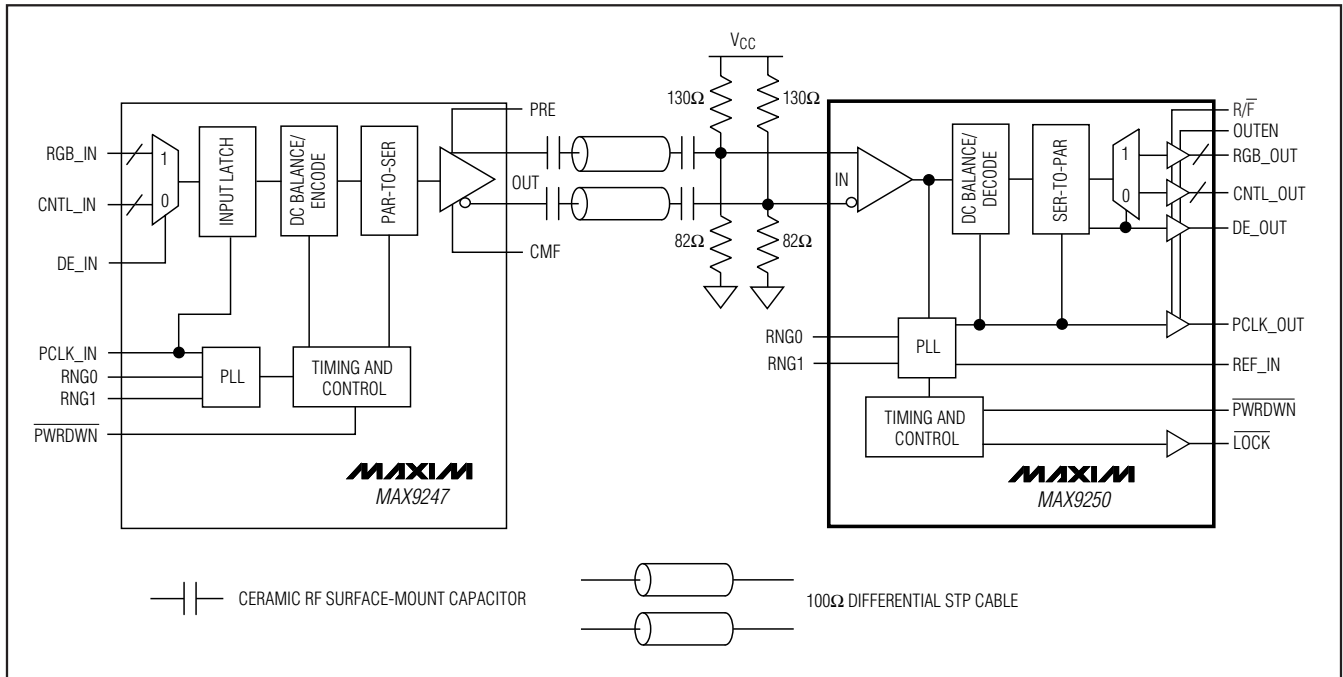 VCC
130Ω
130Ω
PRE
RGB_IN
1
INPUT LATCH
DC BALANCE/
ENCODE
PAR-TO-SER
OUT
CNTL_IN
0
DE_IN
82Ω
82Ω
CMF
PCLK_IN
RNG0
RNG1
PLL
TIMING AND
CONTROL
PWRDWN
MAXIM
MAX9247
R/F
OUTEN
IN
DC BALANCE/
DECODE
SER-TO-PAR
1
0
RGB_OUT
CNTL_OUT
DE_OUT
RNG0
RNG1
PLL
PCLK_OUT
REF_IN
TIMING AND
CONTROL
PWRDWN
LOCK
MAXIM
MAX9250
CERAMIC RF SURFACE-MOUNT CAPACITOR
100Ω DIFFERENTIAL STP CABLE